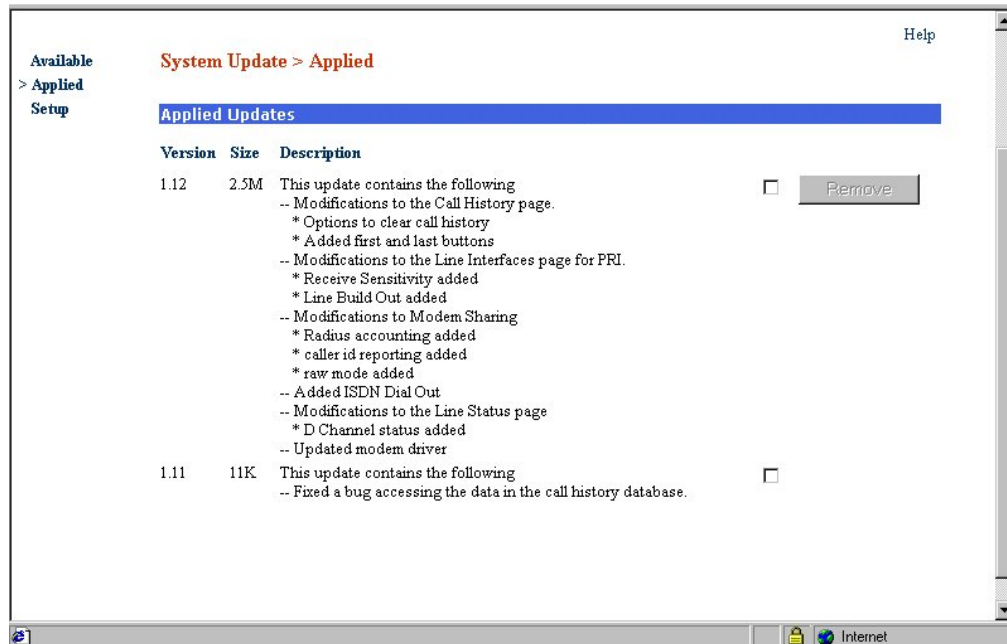 Help
Available
> Applied
Setup
System Update > Applied
Applied Updates
Version Size Description
1.12 2.5M This update contains the following
-- Modifications to the Call History page.
* Options to clear call history
* Added first and last buttons
-- Modifications to the Line Interfaces page for PRI.
* Receive Sensitivity added
* Line Build Out added
-- Modifications to Modem Sharing
* Radius accounting added
* caller id reporting added
* raw mode added
-- Added ISDN Dial Out
-- Modifications to the Line Status page
* D Channel status added
-- Updated modem driver
Remove
1.11 11K This update contains the following
-- Fixed a bug accessing the data in the call history database.
Internet